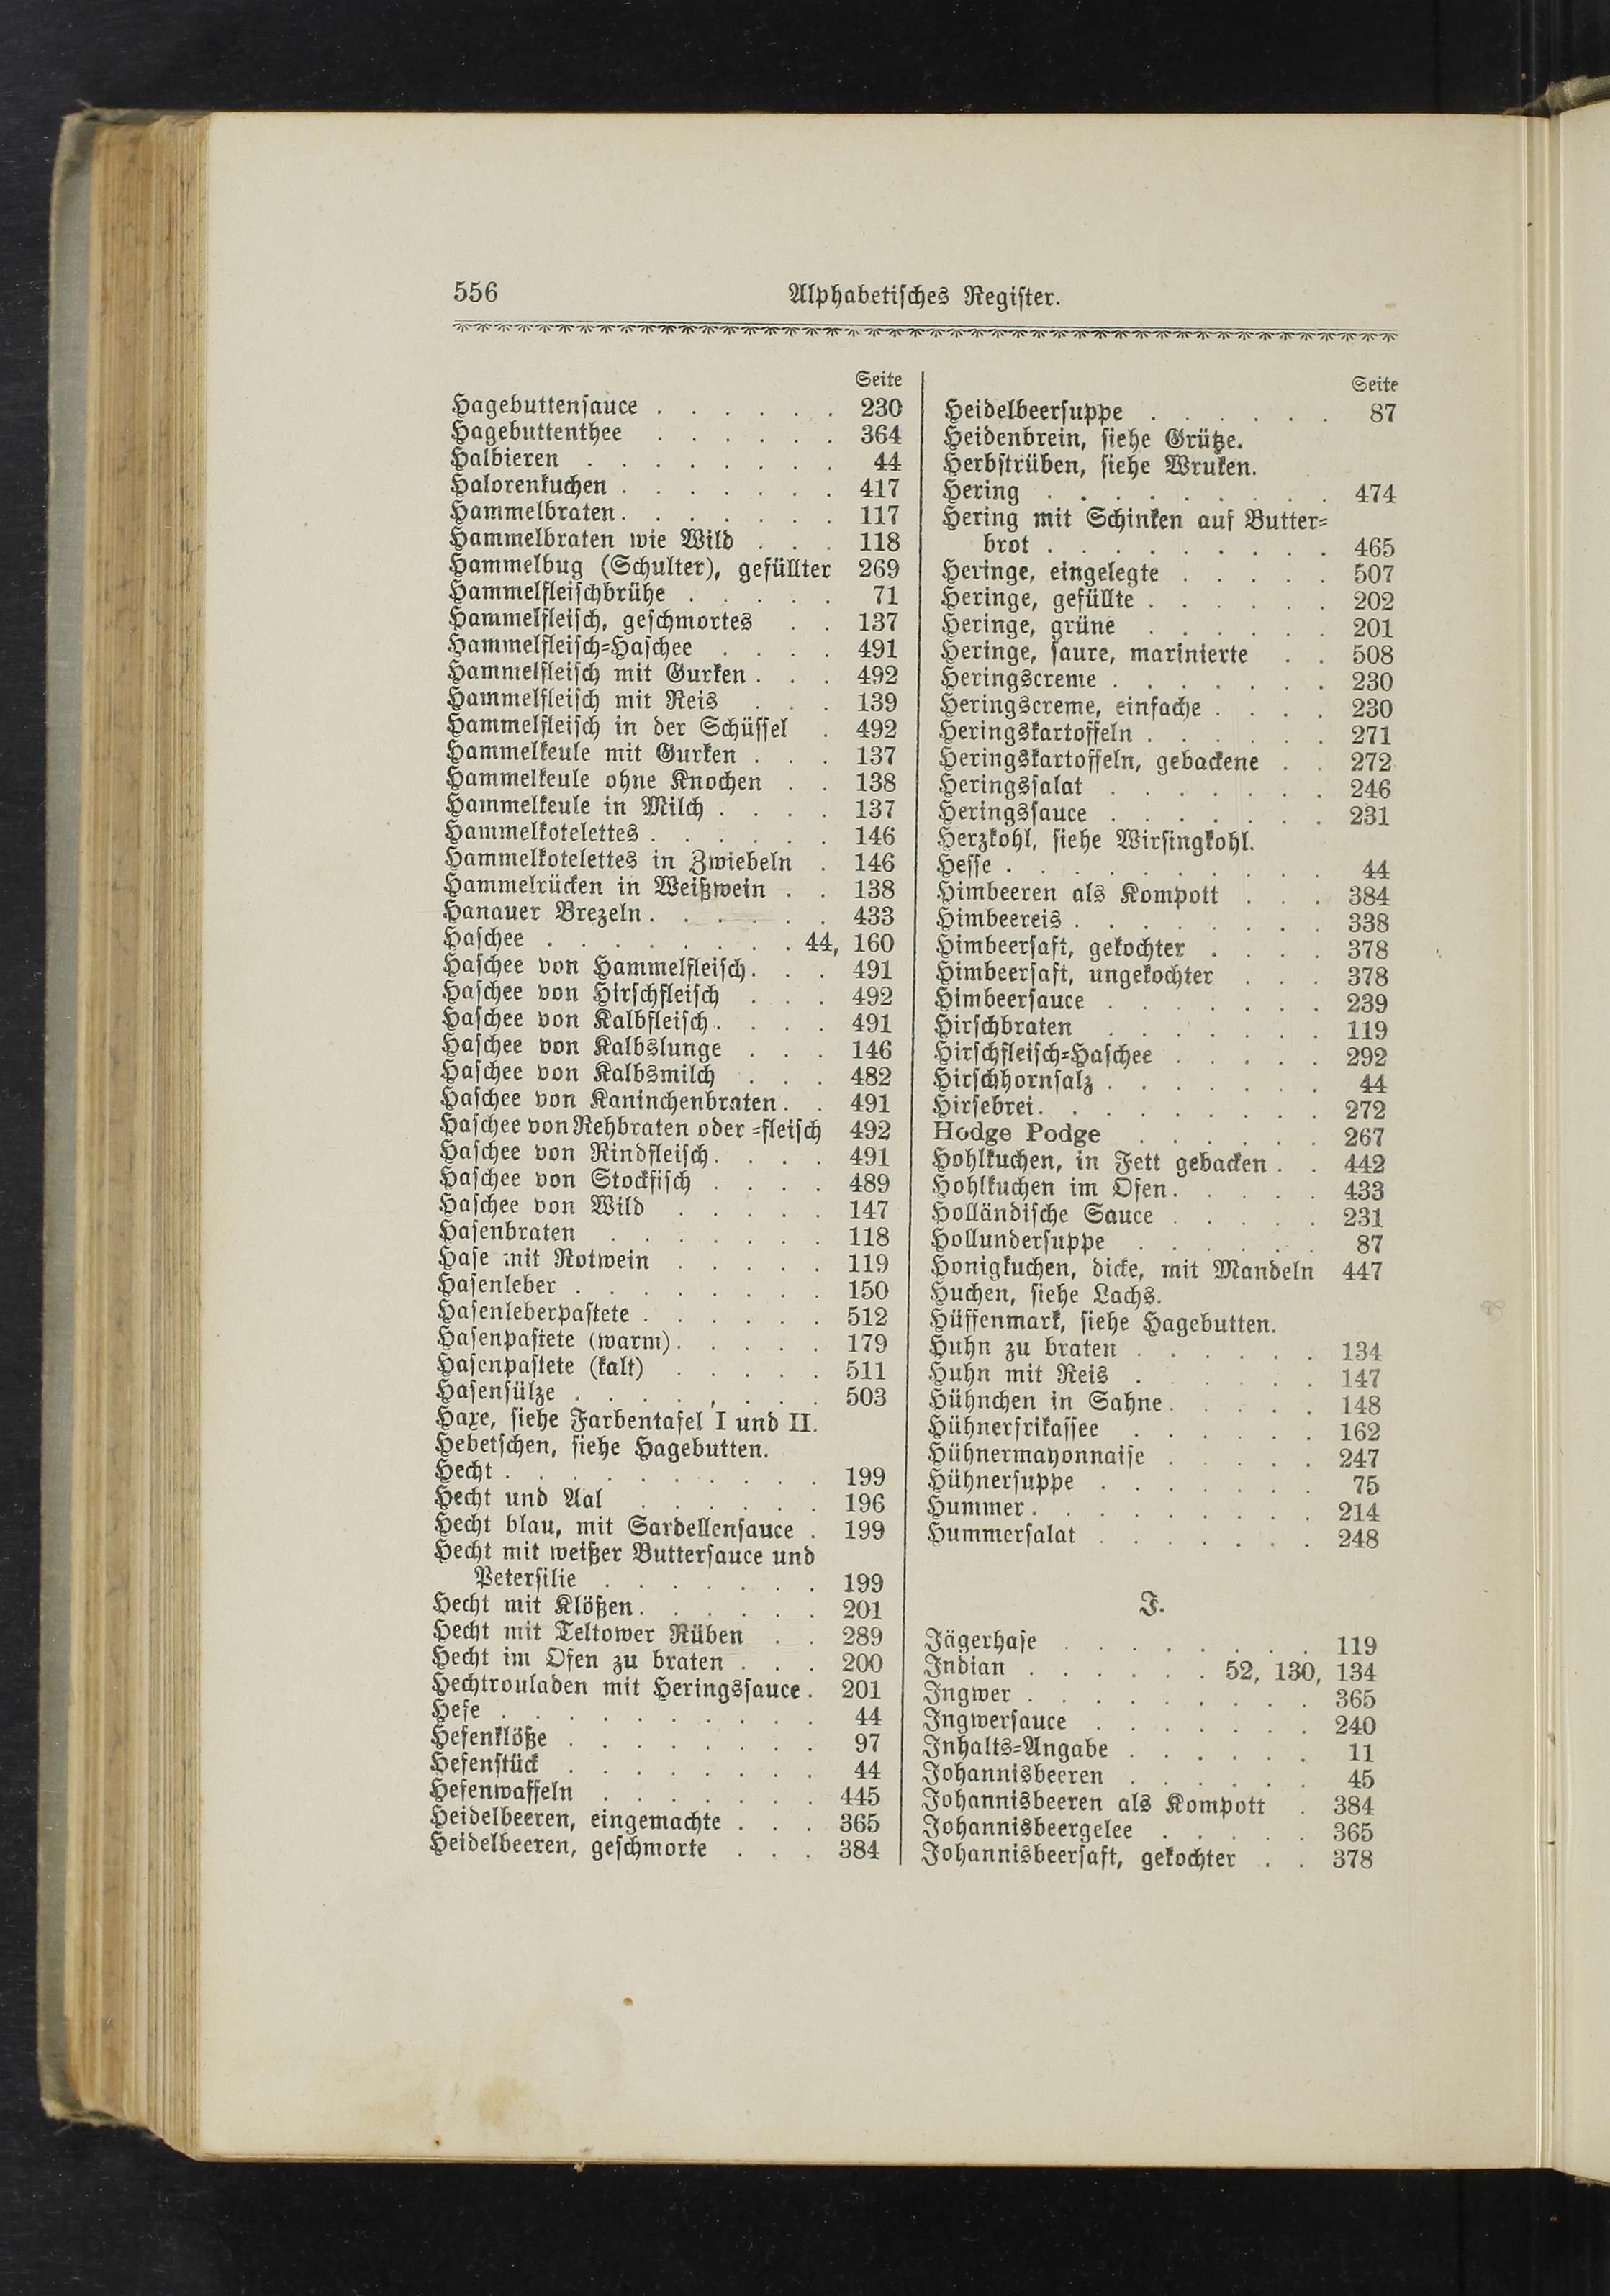 556 Alphabetisches Register.
Seite
Hagebuttensauce . . . . . . 230
Hagebuttenthee . . . . . . 364
Halbieren . . . . . . . . 44
Halorenkuchen . . . . . . . 417
Hammelbraten . . . . . . . 117
Hammelbraten wie Wild . . . 118
Hammelbug (Schulter), gefüllter 269
Hammelfleischbrühe . . . . . 71
Hammelfleisch, geschmortes . . 137
Hammelfleisch=Haschee . . . . 491
Hammelfleisch mit Gurken . . . 492
Hammelfleisch mit Reis . . . 139
Hammelfleisch in der Schüssel . 492
Hammelkeule mit Gurken . . . 137
Hammelkeule ohne Knochen . . 138
Hammelkeule in Milch . . . . 137
Hammelkotelettes . . . . . . 146
Hammelkotelettes in Zwiebeln . 146
Hammelrücken in Weißwein . . 138
Hanauer Brezeln . . . . . . 433
Haschee . . . . . . . . 44, 160
Haschee von Hammelfleisch . . . 491
Haschee von Hirschfleisch . . . 492
Haschee von Kalbfleisch . . . . 491
Haschee von Kalbslunge . . . 146
Haschee von Kalbsmilch . . . 482
Haschee von Kaninchenbraten . . 491
Haschee von Rehbraten oder =fleisch 492
Haschee von Rindfleisch . . . . 491
Haschee von Stockfisch . . . . 489
Haschee von Wild . . . . . 147
Hasenbraten . . . . . . . 118
Hase mit Rotwein . . . . . 119
Hasenleber . . . . . . . . 150
Hasenleberpastete . . . . . . 512
Hasenpastete (warm) . . . . . 179
Hasenpastete (kalt) . . . . . 511
Hasensülze . . . . . . . . 503
Haxe, siehe Farbentafel I und II.
Hebetschen, siehe Hagebutten.
Hecht . . . . . . . . . . 199
Hecht und Aal . . . . . . 196
Hecht blau, mit Sardellensauce . 199
Hecht mit weißer Buttersauce und
Petersilie . . . . . . . 199
Hecht mit Klößen . . . . . . 201
Hecht mit Teltower Rüben . . 289
Hecht im Ofen zu braten . . . 200
Hechtrouladen mit Heringssauce . 201
Hefe . . . . . . . . . . 44
Hefenklöße . . . . . . . . 97
Hefenstück . . . . . . . . 44
Hefenwaffeln . . . . . . . 445
Heidelbeeren, eingemachte . . . 365
Heidelbeeren, geschmorte . . . 384
Seite
Heidelbeersuppe . . . . . . 87
Heidenbrein, siehe Grütze.
Herbstrüben, siehe Wruken.
Hering . . . . . . . . . 474
Hering mit Schinken auf Butter=
brot . . . . . . . . . 465
Heringe, eingelegte . . . . . 507
Heringe, gefüllte . . . . . . 202
Heringe, grüne . . . . . . 201
Heringe, saure, marinierte . . 508
Heringscreme . . . . . . . 230
Heringscreme, einfache . . . . 230
Heringskartoffeln . . . . . . 271
Heringskartoffeln, gebackene . . 272
Heringssalat . . . . . . . 246
Heringssauce . . . . . . . 231
Herzkohl, siehe Wirsingkohl.
Hesse . . . . . . . . . . 44
Himbeeren als Kompott . . . 384
Himbeereis . . . . . . . . 338
Himbeersaft, gekochter . . . . 378
Himbeersaft, ungekochter . . . 378
Himbeersauce . . . . . . . 239
Hirschbraten . . . . . . . 119
Hirschfleisch=Haschee . . . . . 292
Hirschhornsalz . . . . . . . 44
Hirsebrei . . . . . . . . . 272
Hodge Podge . . . . . . 267
Hohlkuchen, in Fett gebacken . . 442
Hohlkuchen im Ofen . . . . . 433
Holländische Sauce . . . . . 231
Hollundersuppe . . . . . . 87
Honigkuchen, dicke, mit Mandeln 447
Huchen, siehe Lachs.
Hüffenmark, siehe Hagebutten.
Huhn zu braten . . . . . . 134
Huhn mit Reis . . . . . . 147
Hühnchen in Sahne . . . . . 148
Hühnerfrikassee . . . . . . 162
Hühnermayonnaise . . . . . 247
Hühnersuppe . . . . . . . 75
Hummer . . . . . . . . . 214
Hummersalat . . . . . . . 248
J.
Jägerhase . . . . . . . . 119
Indian . . . . . . 52, 130, 134
Ingwer . . . . . . . . . 365
Ingwersauce . . . . . . . 240
Inhalts=Angabe . . . . . . 11
Johannisbeeren . . . . . . 45
Johannisbeeren als Kompott . 384
Johannisbeergelee . . . . . 365
Johannisbeersaft, gekochter . . 378